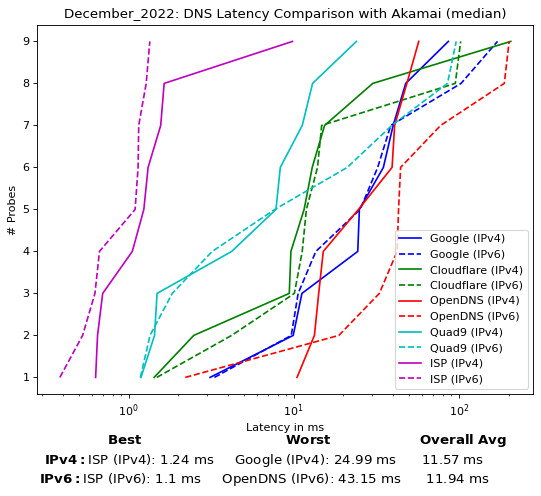 December_2022: DNS Latency Comparison with Akamai (median)
9
8
7
6
5
4
3
2
1
# Probes
Google (IPv4)
Google (IPv6)
Cloudflare (IPv4)
Cloudflare (IPv6)
OpenDNS (IPv4)
OpenDNS (IPv6)
Quad9 (IPv4)
Quad9 (IPv6)
ISP (IPv4)
ISP (IPv6)
10⁰ 10¹ 10²
Latency in ms
Best Worst Overall Avg
IPv4: ISP (IPv4): 1.24 ms Google (IPv4): 24.99 ms 11.57 ms
IPv6: ISP (IPv6): 1.1 ms OpenDNS (IPv6): 43.15 ms 11.94 ms